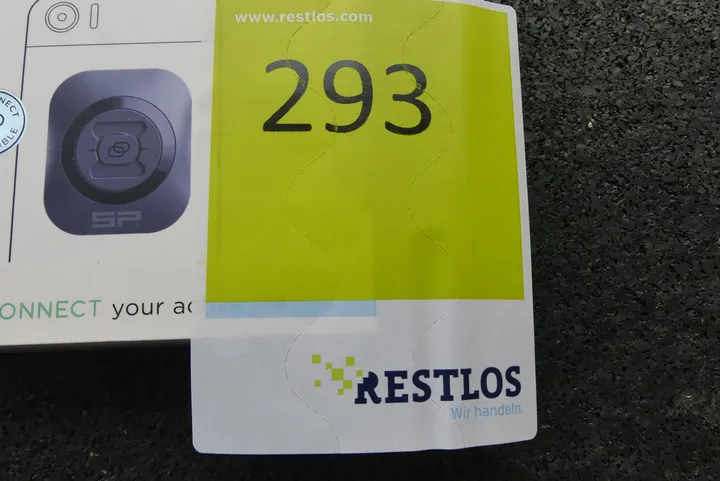 www.restlos.com
293
SP
ONNECT your ac
RESTLOS
Wir handeln.